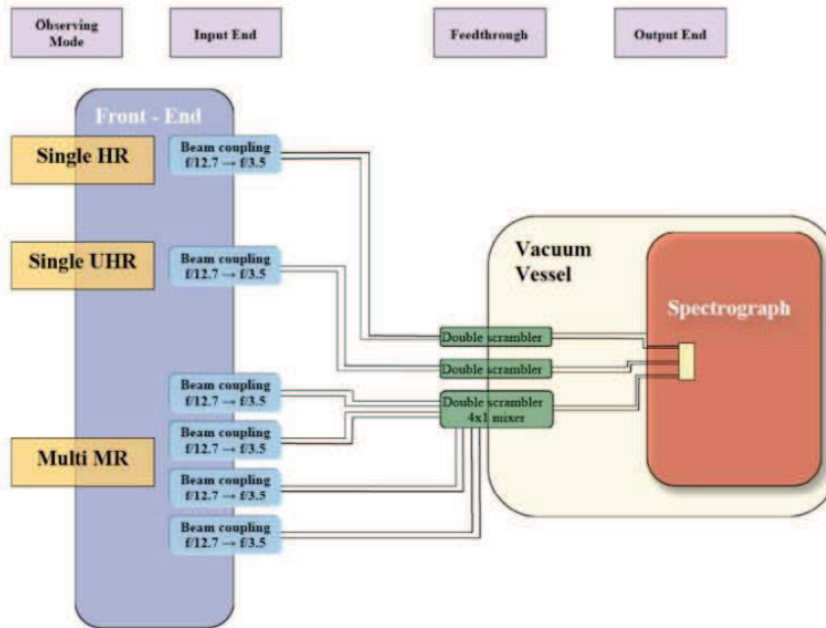 Observing
Mode
Input End
Feedthrough
Output End
Front - End
Single HR
Beam coupling
f/12.7 → f/3.5
Single UHR
Beam coupling
f/12.7 → f/3.5
Vacuum
Vessel
Spectrograph
Double scrambler
Double scrambler
Double scrambler
4x1 mixer
Multi MR
Beam coupling
f/12.7 → f/3.5
Beam coupling
f/12.7 → f/3.5
Beam coupling
f/12.7 → f/3.5
Beam coupling
f/12.7 → f/3.5